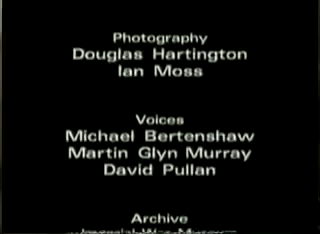 Photography
Douglas Hartington
Ian Moss
Voices
Michael Bertenshaw
Martin Glyn Murray
David Pullan
Archive